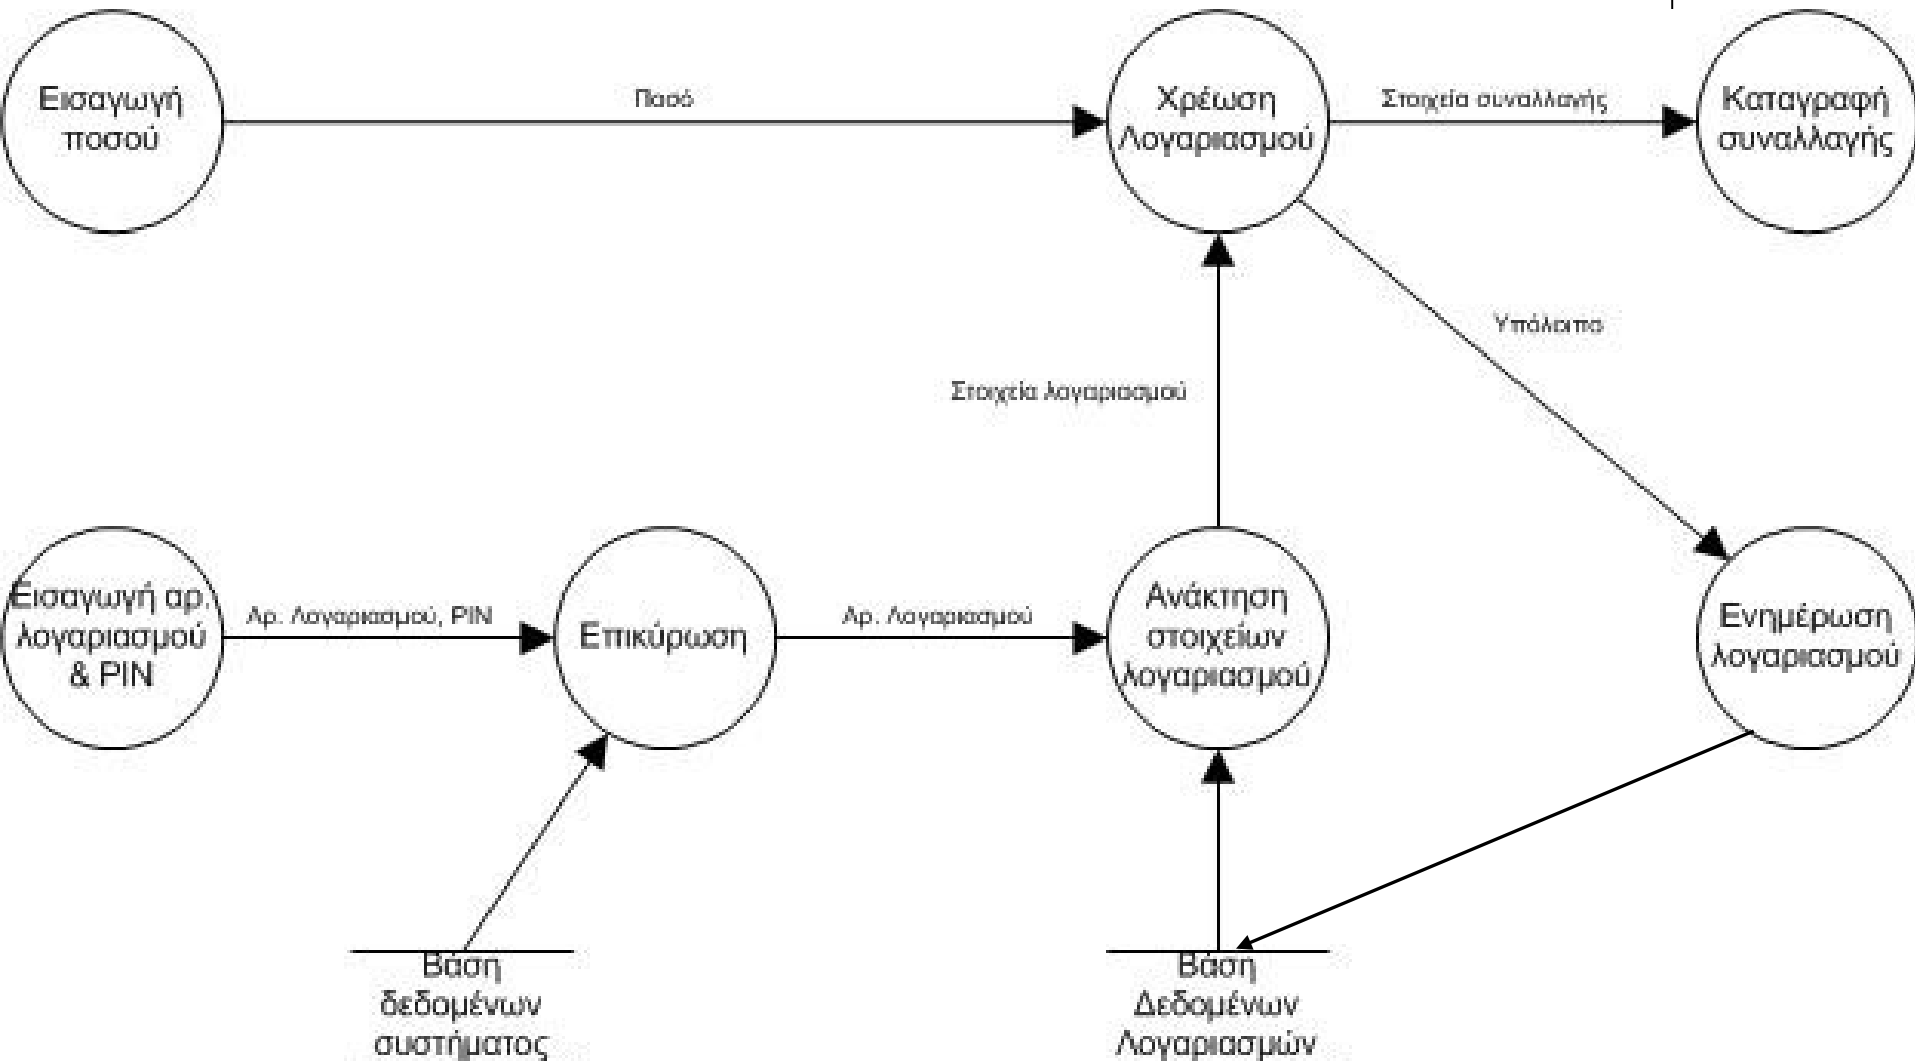 Εισαγωγή
ποσού
Ποσό
Χρέωση
Λογαριασμού
Στοιχεία συναλλαγής
Καταγραφή
συναλλαγής
Υπόλοιπο
Στοιχεία λογαριασμού
Εισαγωγή αρ.
λογαριασμού
& PIN
Αρ. Λογαριασμού, PIN
Επικύρωση
Αρ. Λογαριασμού
Ανάκτηση
στοιχείων
λογαριασμού
Ενημέρωση
λογαριασμού
Βάση
δεδομένων
συστήματος
Βάση
Δεδομένων
Λογαριασμών